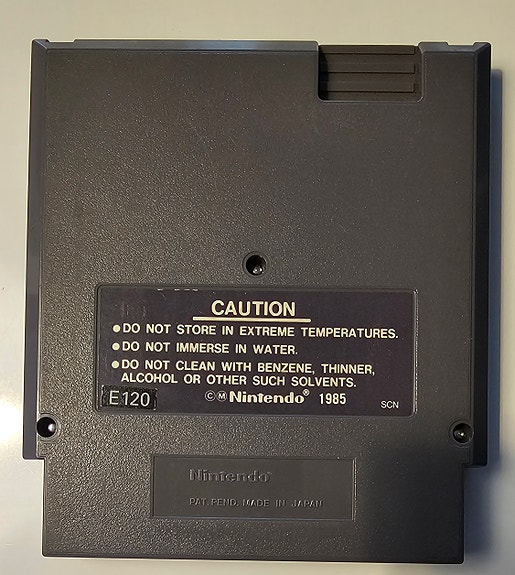 CAUTION
●DO NOT STORE IN EXTREME TEMPERATURES.
●DO NOT IMMERSE IN WATER.
●DO NOT CLEAN WITH BENZENE, THINNER,
ALCOHOL OR OTHER SUCH SOLVENTS.
E120 ©Ⓜ Nintendo® 1985 SCN
Nintendo
PAT. PEND. MADE IN JAPAN